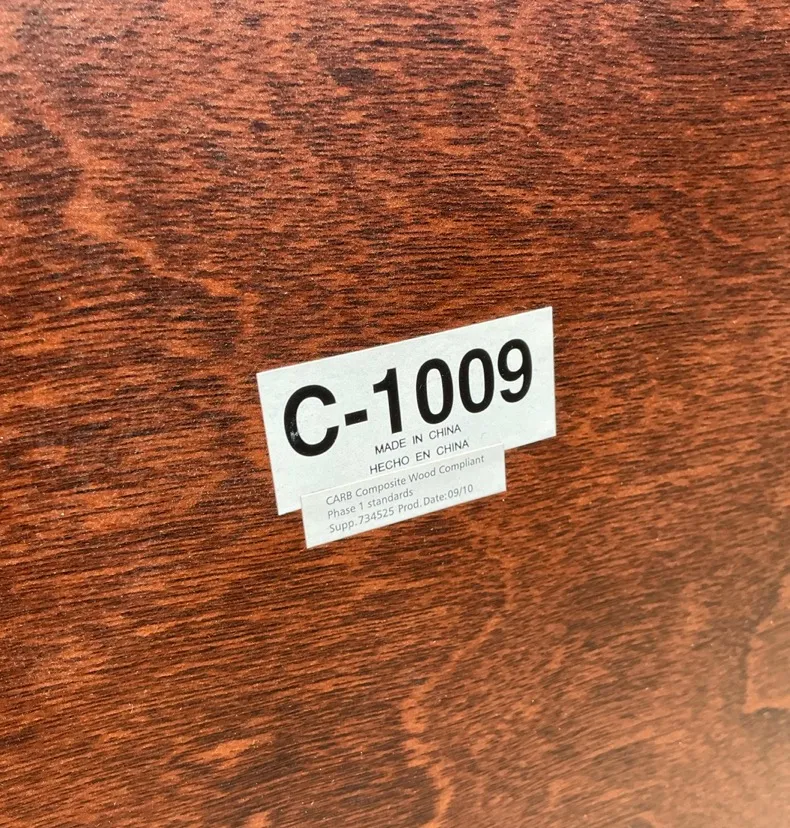 C-1009
MADE IN CHINA
HECHO EN CHINA
CARB Composite Wood Compliant
Phase 1 standards
Supp.734525 Prod.Date:09/10